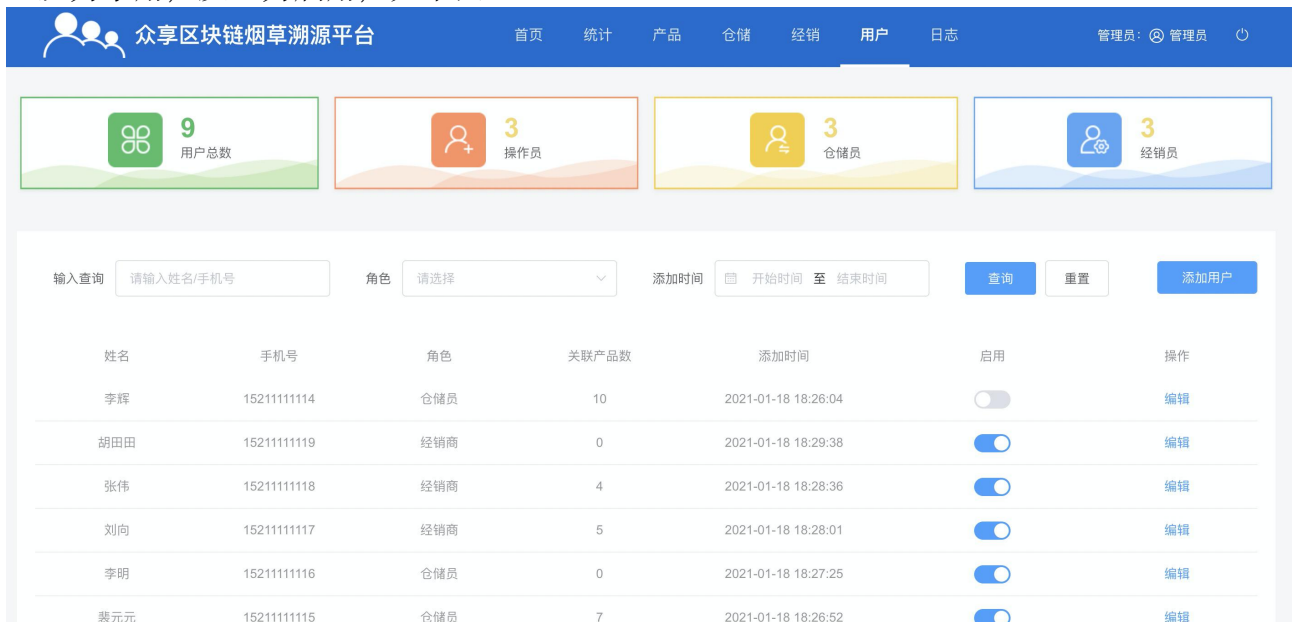 众享区块链烟草溯源平台 首页 统计 产品 仓储 经销 用户 日志 管理员: 管理员
9 用户总数
3 操作员
3 仓储员
3 经销员
输入查询 请输入姓名/手机号 角色 请选择 添加时间 开始时间 至 结束时间 查询 重置 添加用户
姓名 手机号 角色 关联产品数 添加时间 启用 操作
李辉 15211111114 仓储员 10 2021-01-18 18:26:04 编辑
胡田田 15211111119 经销商 0 2021-01-18 18:29:38 编辑
张伟 15211111118 经销商 4 2021-01-18 18:28:36 编辑
刘向 15211111117 经销商 5 2021-01-18 18:28:01 编辑
李明 15211111116 仓储员 0 2021-01-18 18:27:25 编辑
裴元元 15211111115 仓储员 7 2021-01-18 18:26:52 编辑